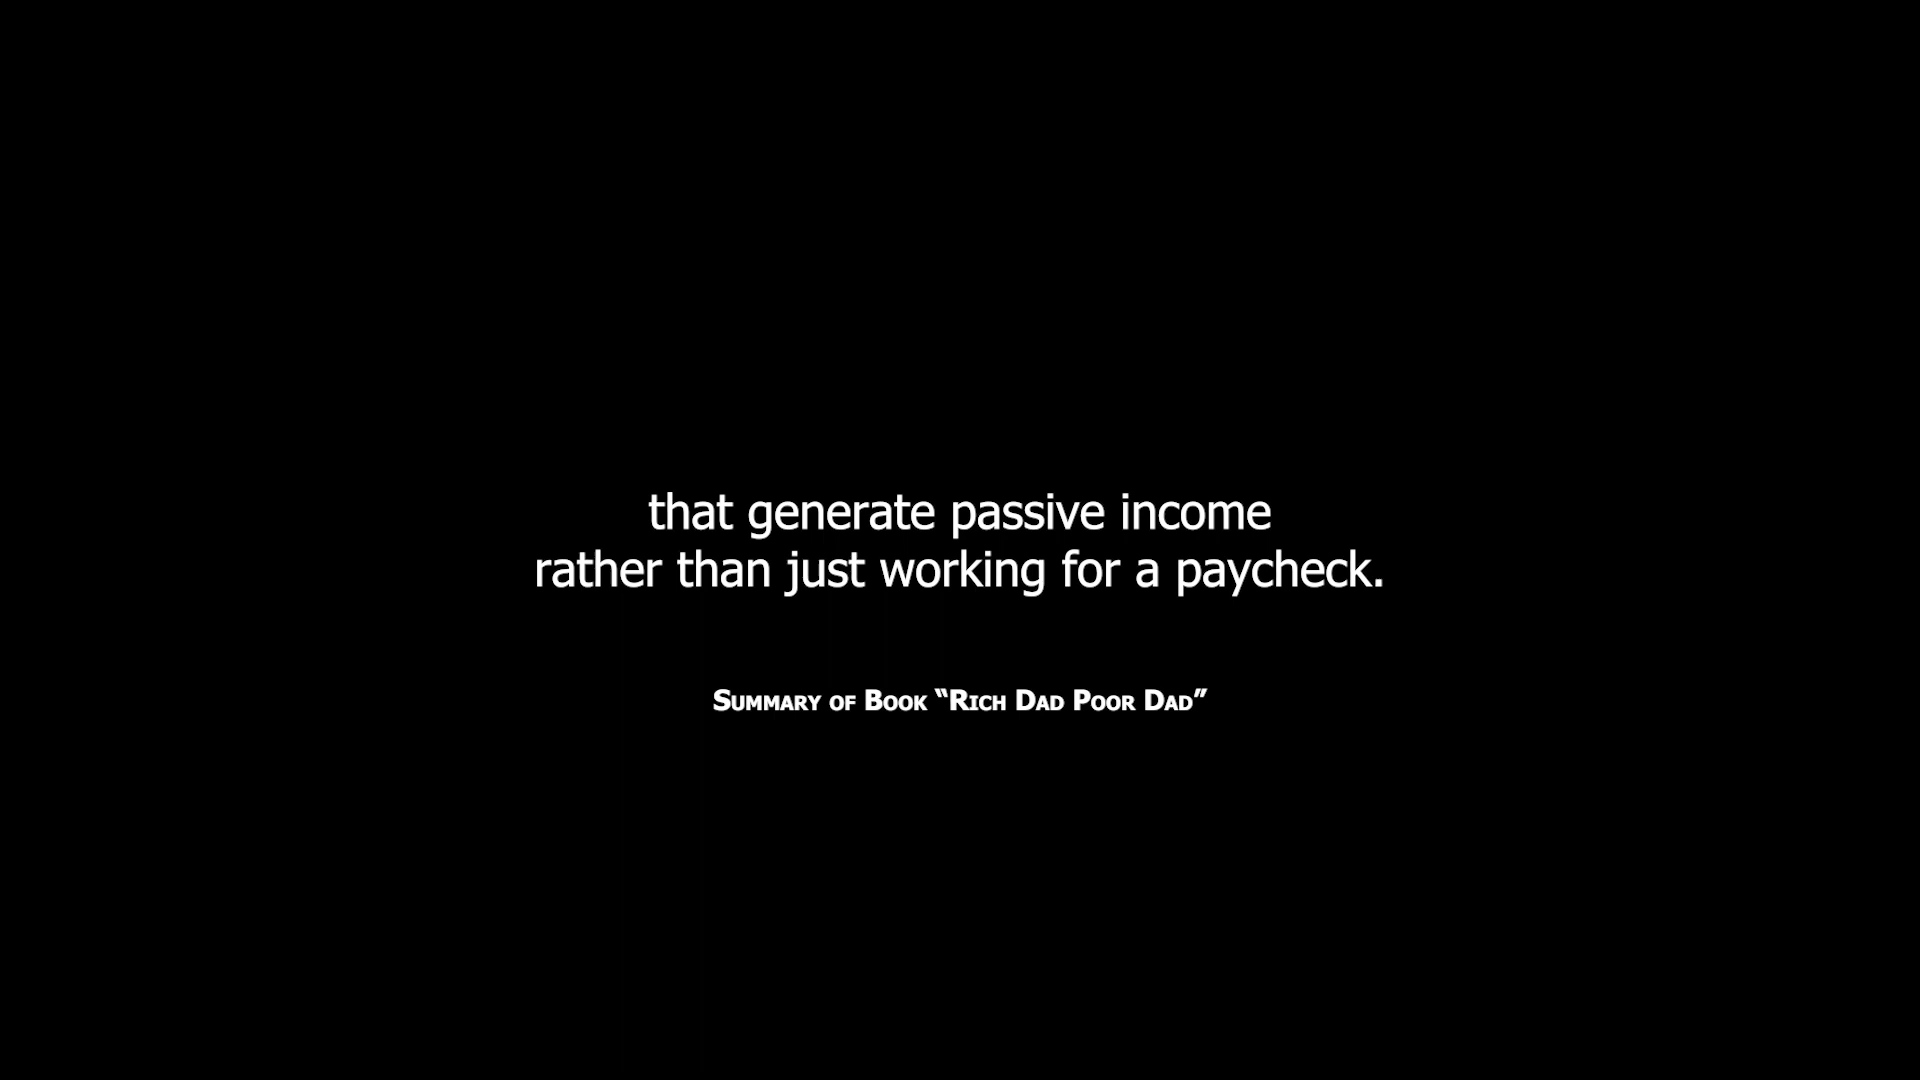 that generate passive income
rather than just working for a paycheck.
Summary of Book “Rich Dad Poor Dad”